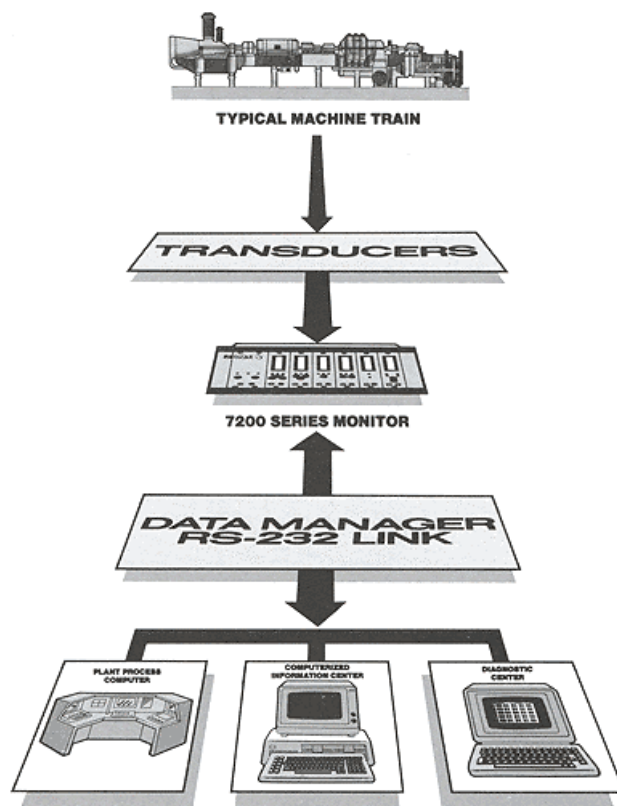 TYPICAL MACHINE TRAIN
TRANSDUCERS
7200 SERIES MONITOR
DATA MANAGER
RS-232 LINK
PLANT PROCESS
COMPUTER
COMPUTERIZED
INFORMATION CENTER
DIAGNOSTIC
CENTER